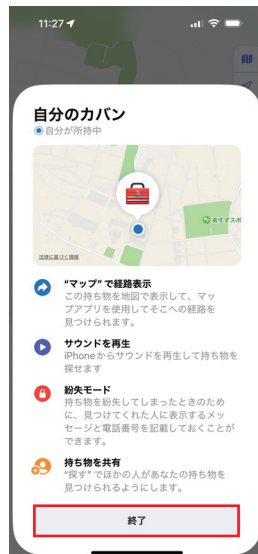 11:27
自分のカバン
自分が所持中
法律に基づく情報
"マップ"で経路表示
この持ち物を地図で表示して、マッ
プアプリを使用してそこへの経路を
見つけられます。
サウンドを再生
iPhoneからサウンドを再生して持ち物を
探せます
紛失モード
持ち物を紛失してしまったときのため
に、見つけてくれた人に表示するメッ
セージと電話番号を記載しておくことが
できます。
持ち物を共有
"探す"でほかの人があなたの持ち物を
見つけられるようにします。
終了